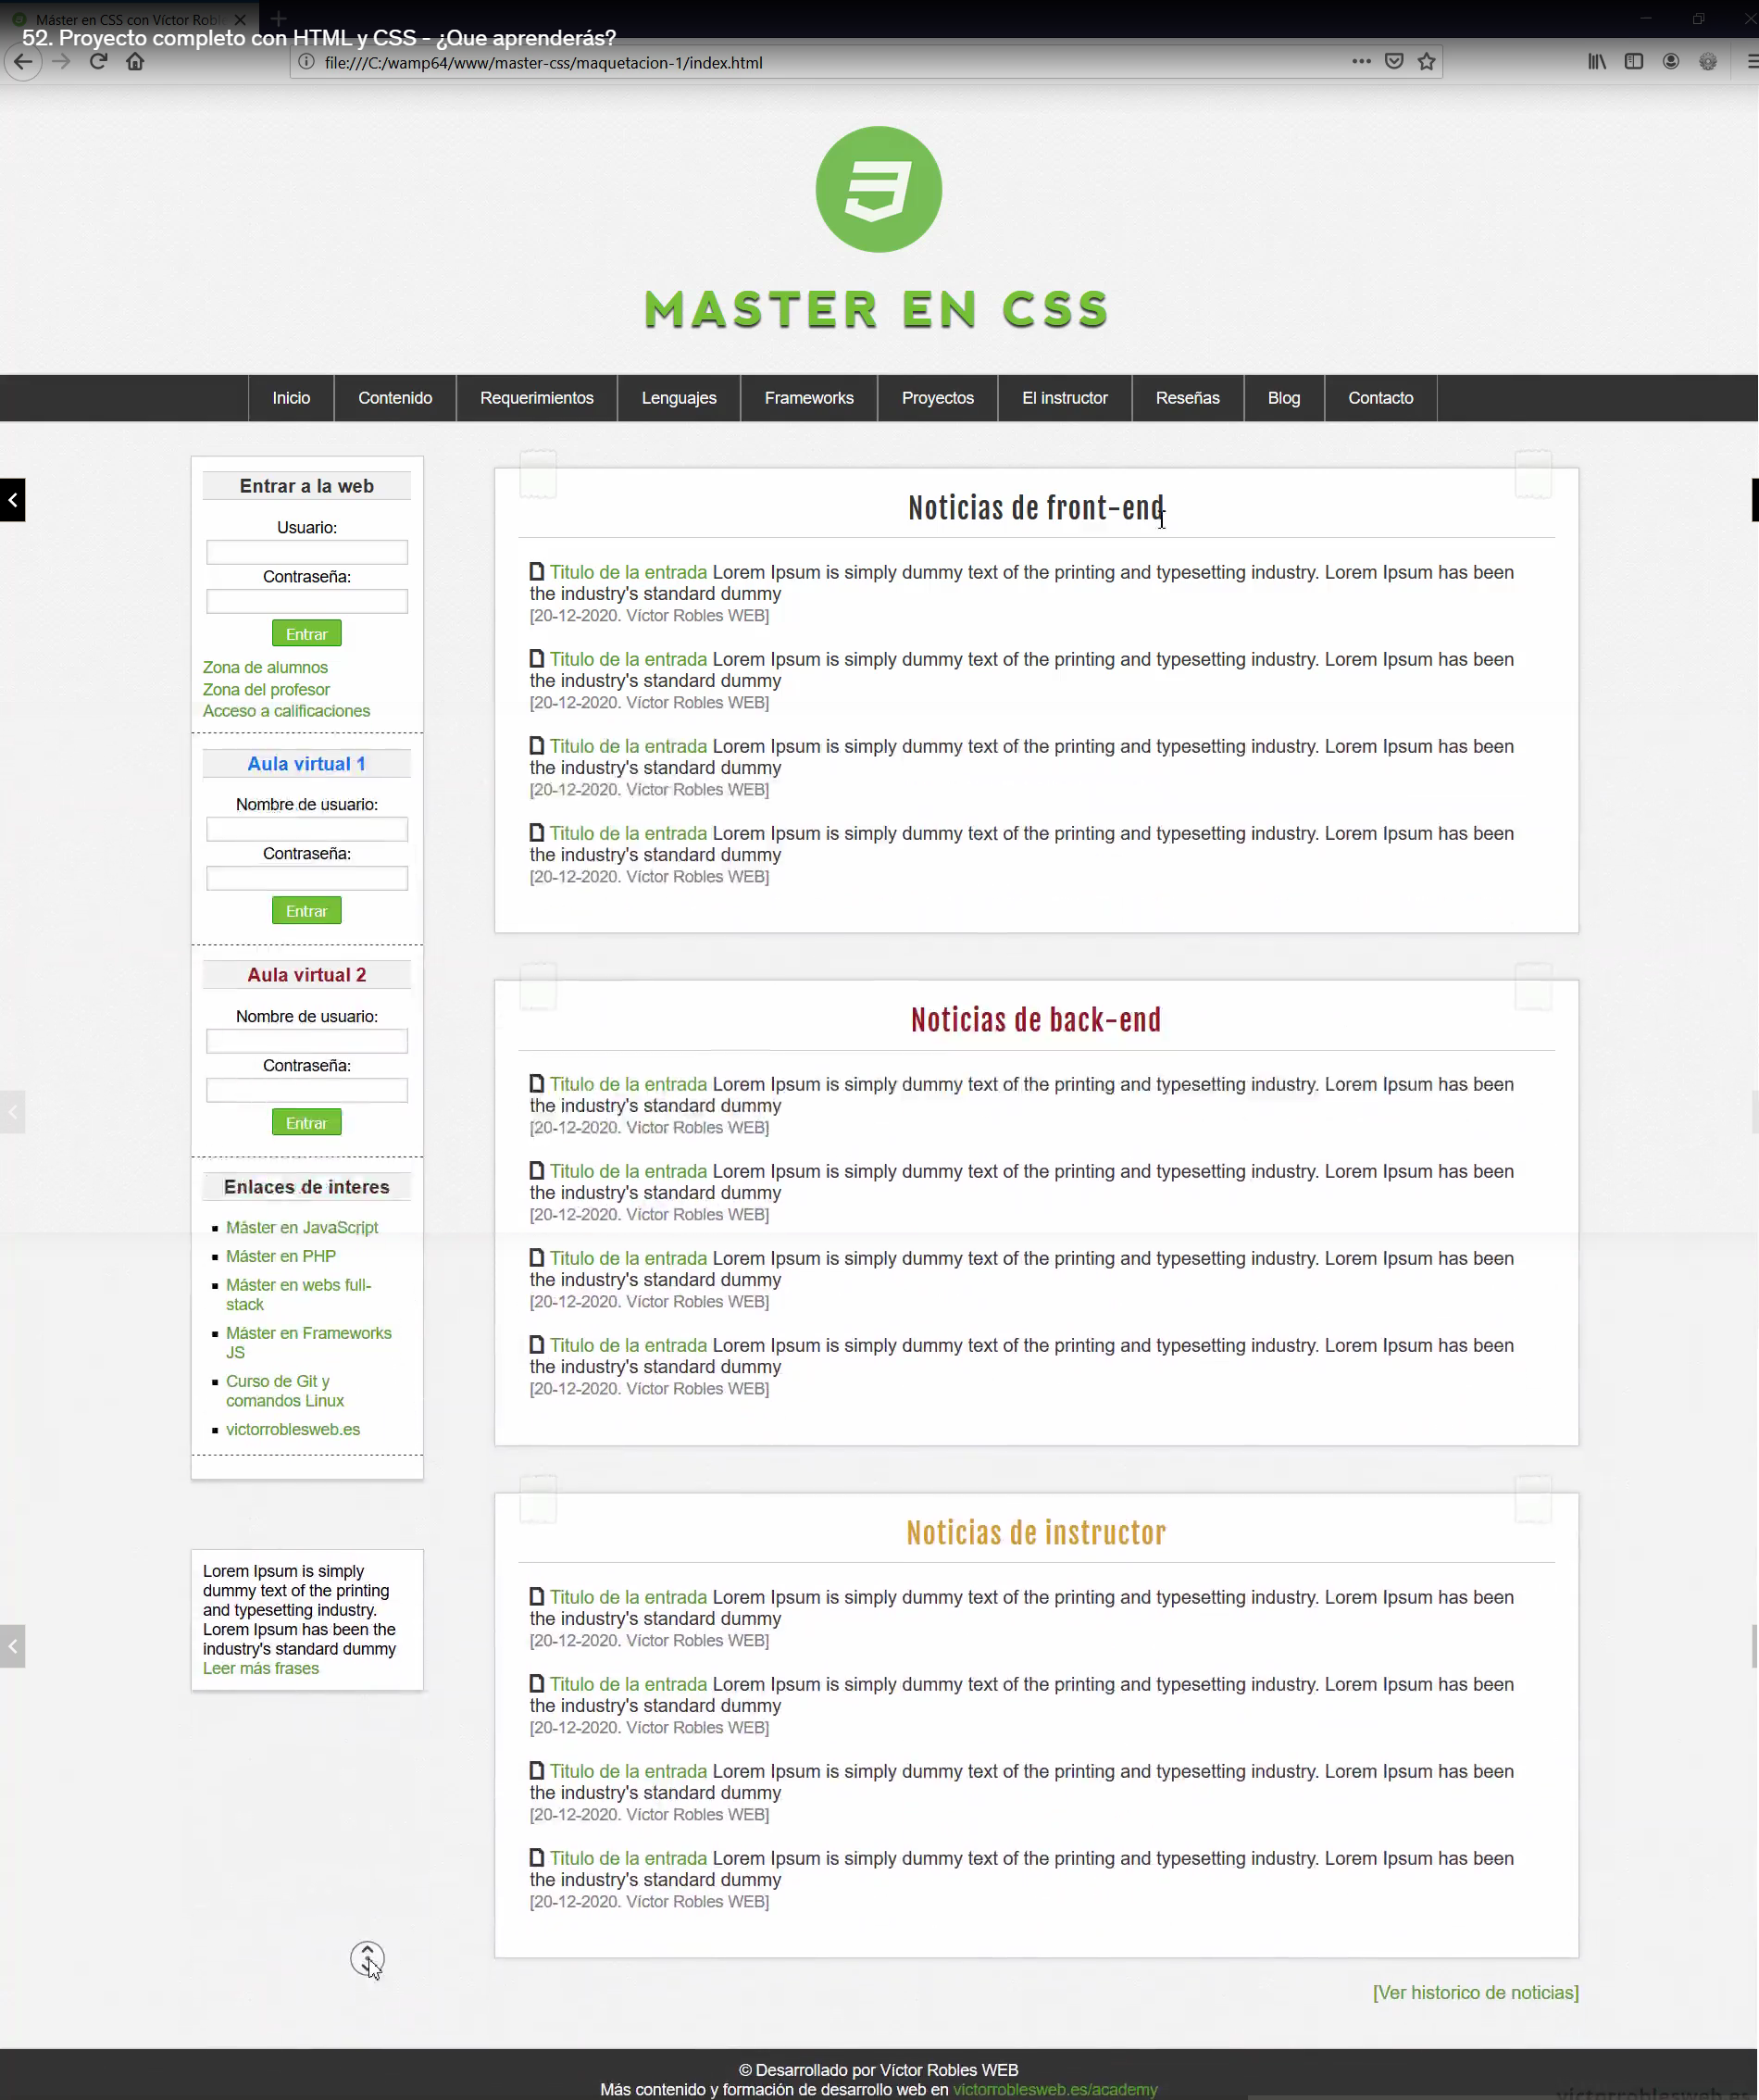 Máster en CSS con Víctor Robl
52. Proyecto completo con HTML y CSS - ¿Que aprenderás?
file:///C:/wamp64/www/master-css/maquetacion-1/index.html
MASTER EN CSS
Inicio Contenido Requerimientos Lenguajes Frameworks Proyectos El instructor Reseñas Blog Contacto
Entrar a la web
Usuario:
Contraseña:
Entrar
Zona de alumnos
Zona del profesor
Acceso a calificaciones
Aula virtual 1
Nombre de usuario:
Contraseña:
Entrar
Aula virtual 2
Nombre de usuario:
Contraseña:
Entrar
Enlaces de interes
Máster en JavaScript
Máster en PHP
Máster en webs full-
stack
Máster en Frameworks
JS
Curso de Git y
comandos Linux
victorroblesweb.es
Lorem Ipsum is simply
dummy text of the printing
and typesetting industry.
Lorem Ipsum has been the
industry's standard dummy
Leer más frases
Noticias de front-end
Titulo de la entrada Lorem Ipsum is simply dummy text of the printing and typesetting industry. Lorem Ipsum has been
the industry's standard dummy
[20-12-2020. Víctor Robles WEB]
Titulo de la entrada Lorem Ipsum is simply dummy text of the printing and typesetting industry. Lorem Ipsum has been
the industry's standard dummy
[20-12-2020. Víctor Robles WEB]
Titulo de la entrada Lorem Ipsum is simply dummy text of the printing and typesetting industry. Lorem Ipsum has been
the industry's standard dummy
[20-12-2020. Víctor Robles WEB]
Titulo de la entrada Lorem Ipsum is simply dummy text of the printing and typesetting industry. Lorem Ipsum has been
the industry's standard dummy
[20-12-2020. Víctor Robles WEB]
Noticias de back-end
Titulo de la entrada Lorem Ipsum is simply dummy text of the printing and typesetting industry. Lorem Ipsum has been
the industry's standard dummy
[20-12-2020. Víctor Robles WEB]
Titulo de la entrada Lorem Ipsum is simply dummy text of the printing and typesetting industry. Lorem Ipsum has been
the industry's standard dummy
[20-12-2020. Víctor Robles WEB]
Titulo de la entrada Lorem Ipsum is simply dummy text of the printing and typesetting industry. Lorem Ipsum has been
the industry's standard dummy
[20-12-2020. Víctor Robles WEB]
Titulo de la entrada Lorem Ipsum is simply dummy text of the printing and typesetting industry. Lorem Ipsum has been
the industry's standard dummy
[20-12-2020. Víctor Robles WEB]
Noticias de instructor
Titulo de la entrada Lorem Ipsum is simply dummy text of the printing and typesetting industry. Lorem Ipsum has been
the industry's standard dummy
[20-12-2020. Víctor Robles WEB]
Titulo de la entrada Lorem Ipsum is simply dummy text of the printing and typesetting industry. Lorem Ipsum has been
the industry's standard dummy
[20-12-2020. Víctor Robles WEB]
Titulo de la entrada Lorem Ipsum is simply dummy text of the printing and typesetting industry. Lorem Ipsum has been
the industry's standard dummy
[20-12-2020. Víctor Robles WEB]
Titulo de la entrada Lorem Ipsum is simply dummy text of the printing and typesetting industry. Lorem Ipsum has been
the industry's standard dummy
[20-12-2020. Víctor Robles WEB]
[Ver historico de noticias]
© Desarrollado por Víctor Robles WEB
Más contenido y formación de desarrollo web en victorroblesweb.es/academy